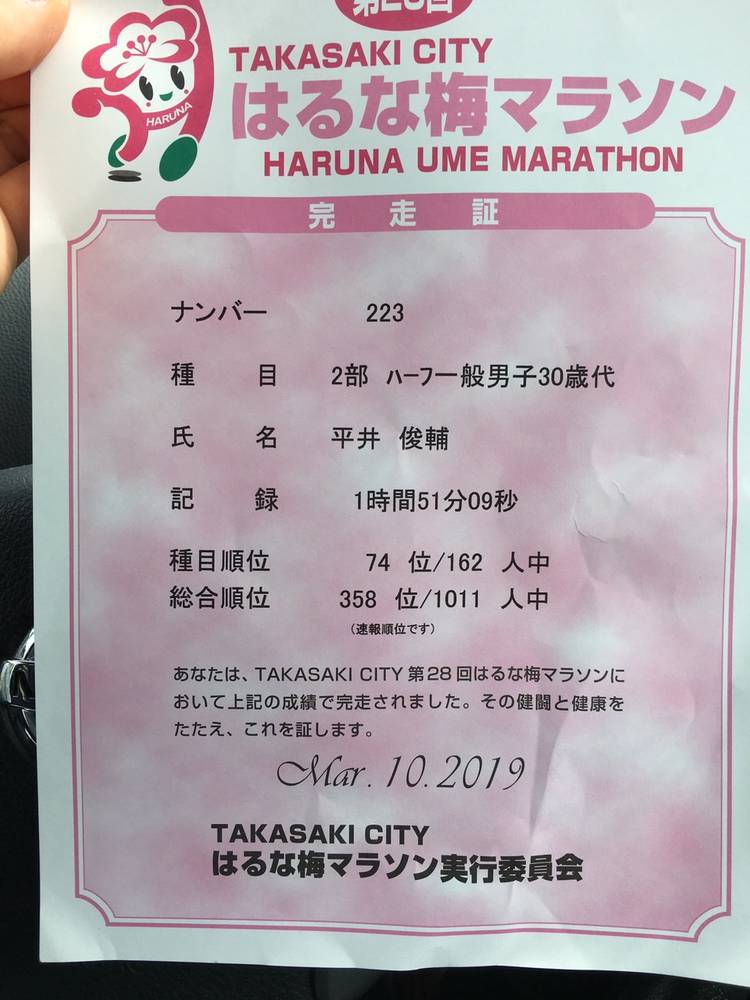 第28回
TAKASAKI CITY
はるな梅マラソン
HARUNA UME MARATHON
HARUNA
完走証
ナンバー 223
種目 2部 ハーフ一般男子30歳代
氏名 平井 俊輔
記録 1時間51分09秒
種目順位 74 位/162 人中
総合順位 358 位/1011 人中
(速報順位です)
あなたは、TAKASAKI CITY 第28回はるな梅マラソンに
おいて上記の成績で完走されました。その健闘と健康を
たたえ、これを証します。
Mar.10.2019
TAKASAKI CITY
はるな梅マラソン実行委員会